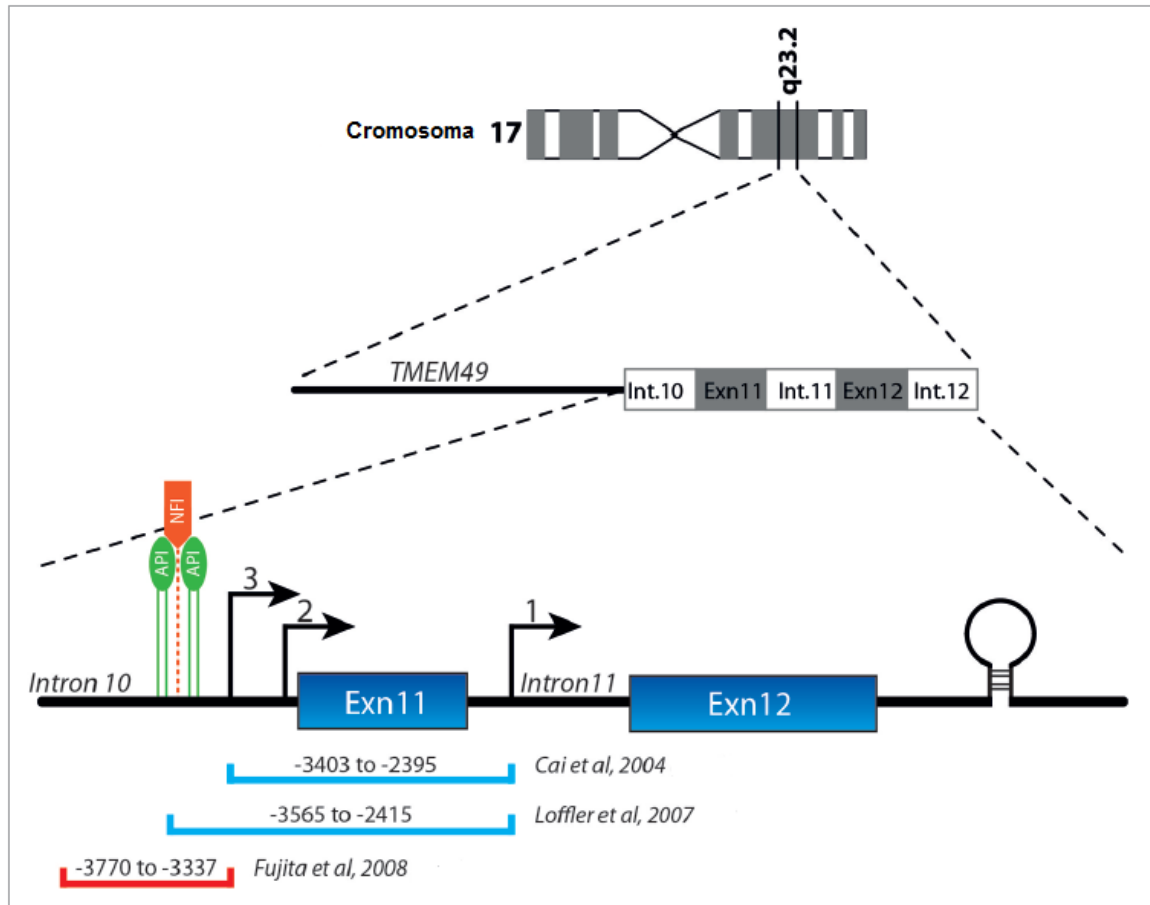 q23.2
Cromosoma 17
TMEM49
Int.10 Exn11 Int.11 Exn12 Int.12
NFI
API API
3
2
1
Intron 10
Intron11
Exn11
Exn12
-3403 to -2395 Cai et al, 2004
-3565 to -2415 Loffler et al, 2007
-3770 to -3337 Fujita et al, 2008